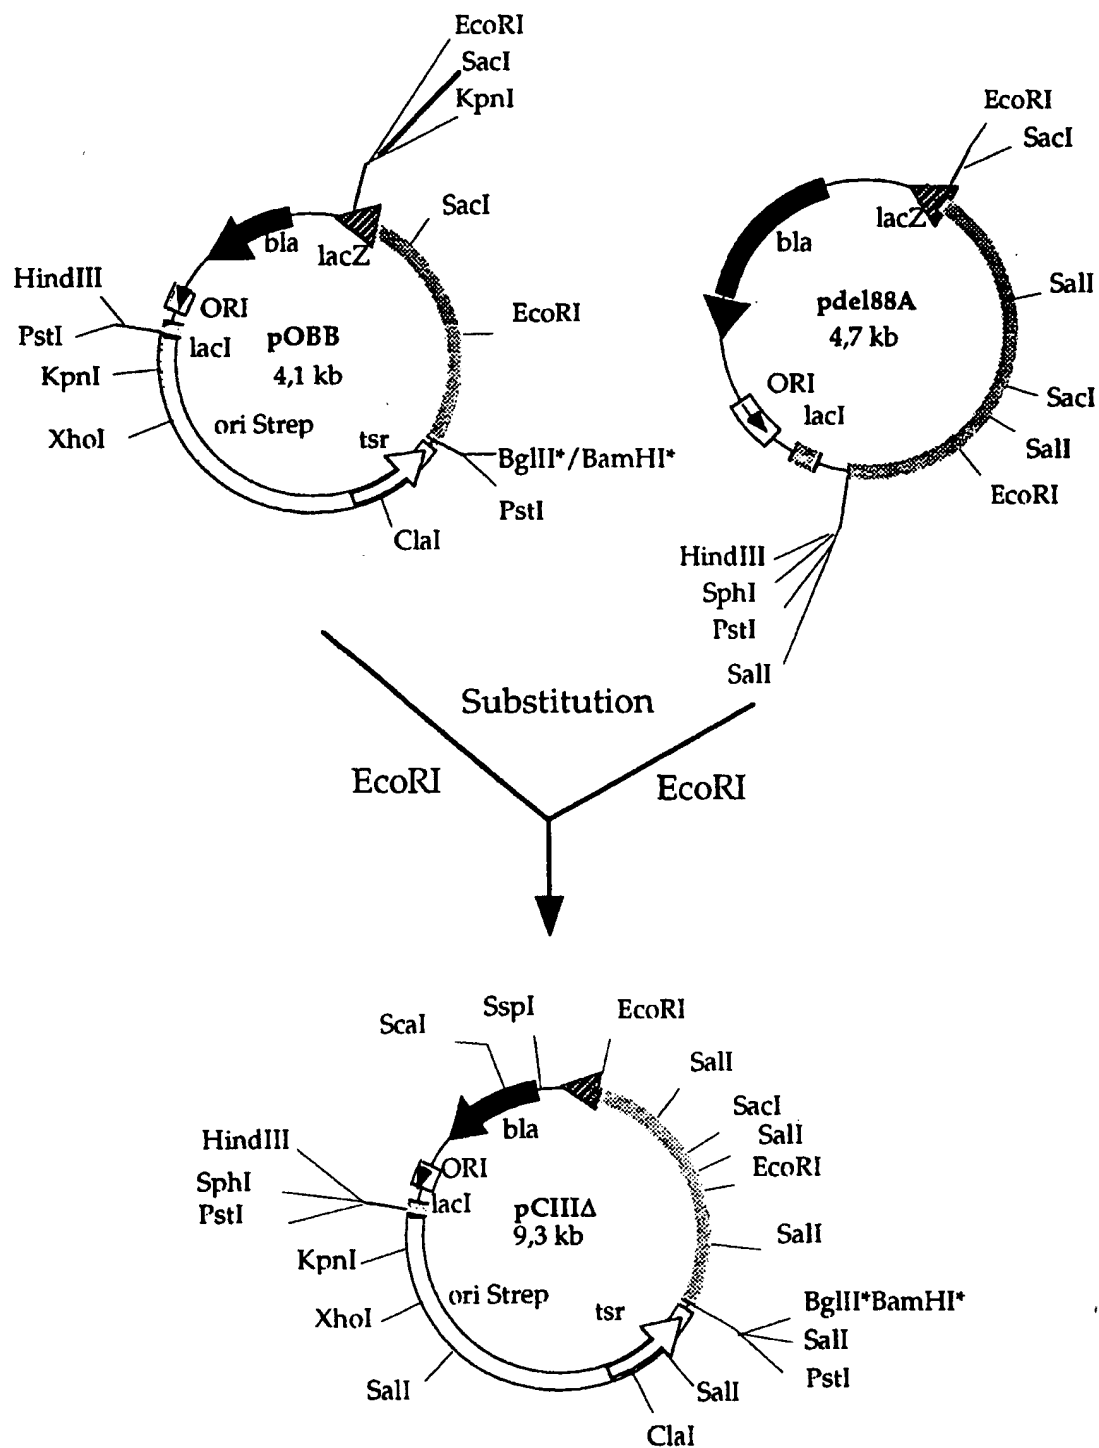 EcoRI
SacI
KpnI
SacI
bla
lacZ
HindIII
ORI
PstI
lacI
pOBB
EcoRI
KpnI
4,1 kb
XhoI
ori Strep
tsr
BglII*/BamHI*
PstI
ClaI
EcoRI
SacI
lacZ
bla
SalI
pdel88A
4,7 kb
ORI
lacI
SacI
SalI
EcoRI
HindIII
SphI
PstI
SalI
Substitution
EcoRI
EcoRI
SspI
EcoRI
ScaI
SalI
SacI
bla
SalI
HindIII
ORI
EcoRI
SphI
lacI
PstI
pCIIIΔ
9,3 kb
SalI
KpnI
ori Strep
tsr
BglII*BamHI*
XhoI
SalI
PstI
SalI
SalI
ClaI